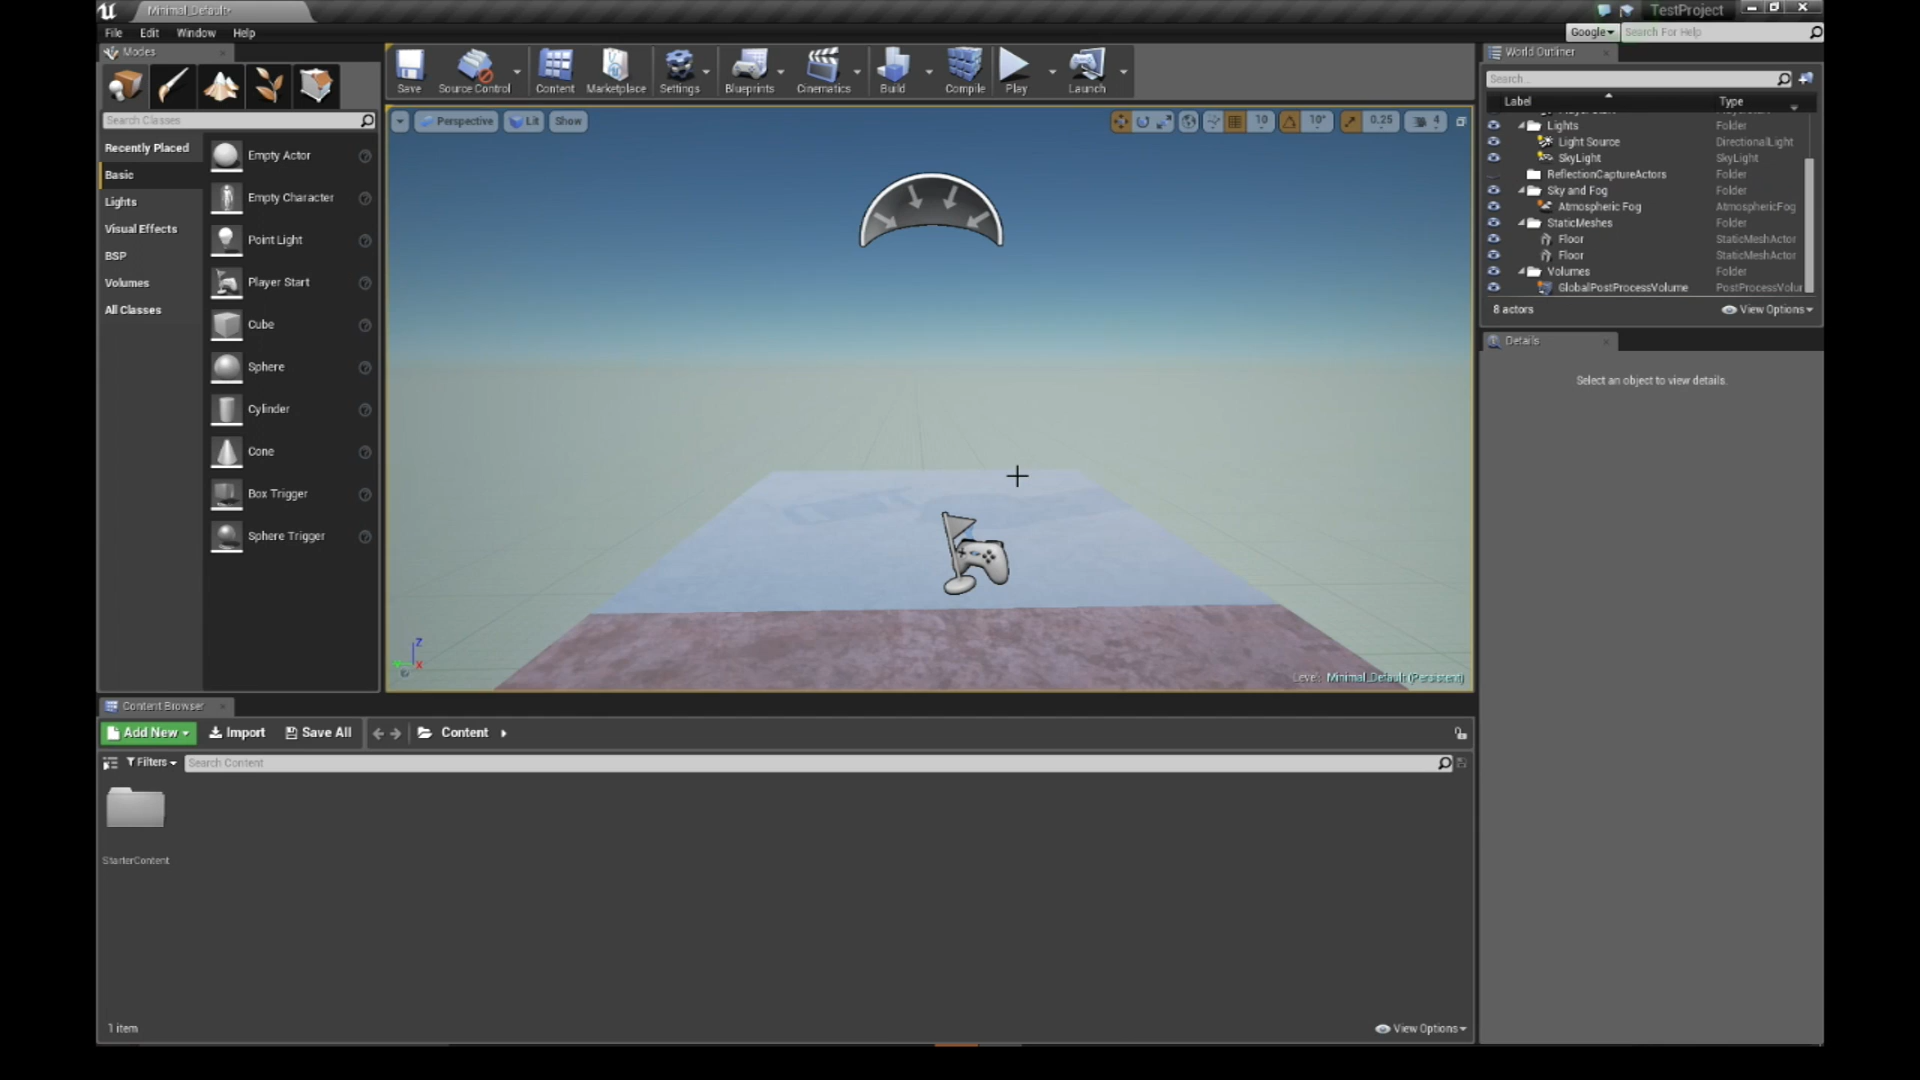 Minimal_Default•
TestProject
File Edit Window Help
Google
Search For Help
Modes
Search Classes
Recently Placed
Basic
Lights
Visual Effects
BSP
Volumes
All Classes
Empty Actor
Empty Character
Point Light
Player Start
Cube
Sphere
Cylinder
Cone
Box Trigger
Sphere Trigger
Save Source Control Content Marketplace Settings Blueprints Cinematics Build Compile Play Launch
Perspective Lit Show
10 10° 0.25 4
Z
X
Level: Minimal_Default (Persistent)
World Outliner
Search...
Label Type
Lights Folder
Light Source DirectionalLight
SkyLight SkyLight
ReflectionCaptureActors Folder
Sky and Fog Folder
Atmospheric Fog AtmosphericFog
StaticMeshes Folder
Floor StaticMeshActor
Floor StaticMeshActor
Volumes Folder
GlobalPostProcessVolume PostProcessVolur
8 actors View Options
Details
Select an object to view details.
Content Browser
Add New Import Save All Content
Filters Search Content
StarterContent
1 item View Options